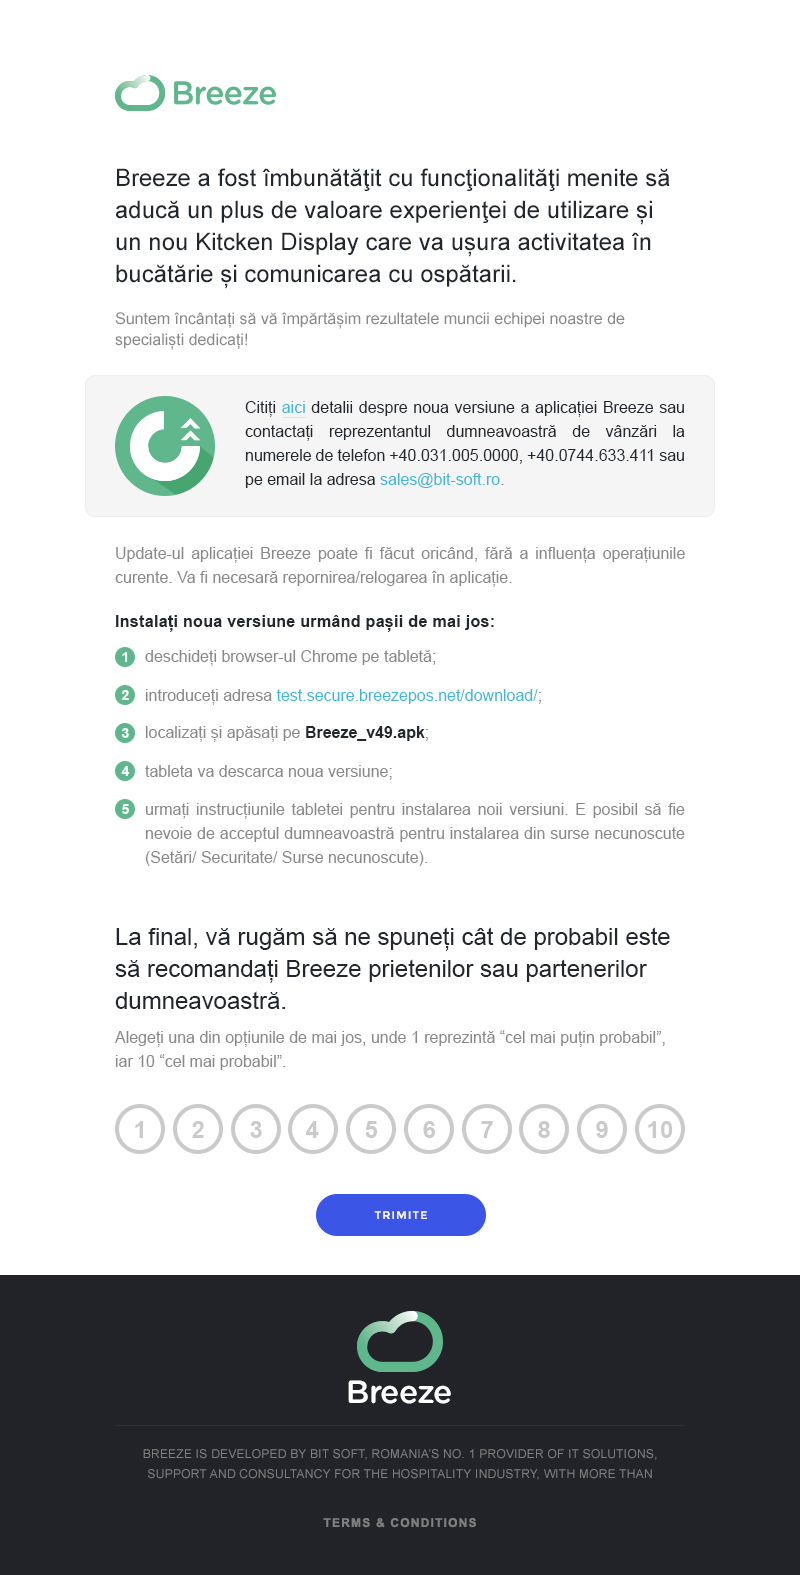 Breeze
Breeze a fost îmbunătăţit cu funcţionalităţi menite să
aducă un plus de valoare experienţei de utilizare și
un nou Kitcken Display care va ușura activitatea în
bucătărie și comunicarea cu ospătarii.
Suntem încântați să vă împărtășim rezultatele muncii echipei noastre de
specialiști dedicați!
Citiți aici detalii despre noua versiune a aplicației Breeze sau
contactați reprezentantul dumneavoastră de vânzări la
numerele de telefon +40.031.005.0000, +40.0744.633.411 sau
pe email la adresa sales@bit-soft.ro.
Update-ul aplicației Breeze poate fi făcut oricând, fără a influența operațiunile
curente. Va fi necesară repornirea/relogarea în aplicație.
Instalați noua versiune urmând pașii de mai jos:
1 deschideți browser-ul Chrome pe tabletă;
2 introduceți adresa test.secure.breezepos.net/download/;
3 localizați și apăsați pe Breeze_v49.apk;
4 tableta va descarca noua versiune;
5 urmați instrucțiunile tabletei pentru instalarea noii versiuni. E posibil să fie
nevoie de acceptul dumneavoastră pentru instalarea din surse necunoscute
(Setări/ Securitate/ Surse necunoscute).
La final, vă rugăm să ne spuneți cât de probabil este
să recomandați Breeze prietenilor sau partenerilor
dumneavoastră.
Alegeți una din opțiunile de mai jos, unde 1 reprezintă “cel mai puțin probabil”,
iar 10 “cel mai probabil”.
1 2 3 4 5 6 7 8 9 10
TRIMITE
Breeze
BREEZE IS DEVELOPED BY BIT SOFT, ROMANIA'S NO. 1 PROVIDER OF IT SOLUTIONS,
SUPPORT AND CONSULTANCY FOR THE HOSPITALITY INDUSTRY, WITH MORE THAN
TERMS & CONDITIONS